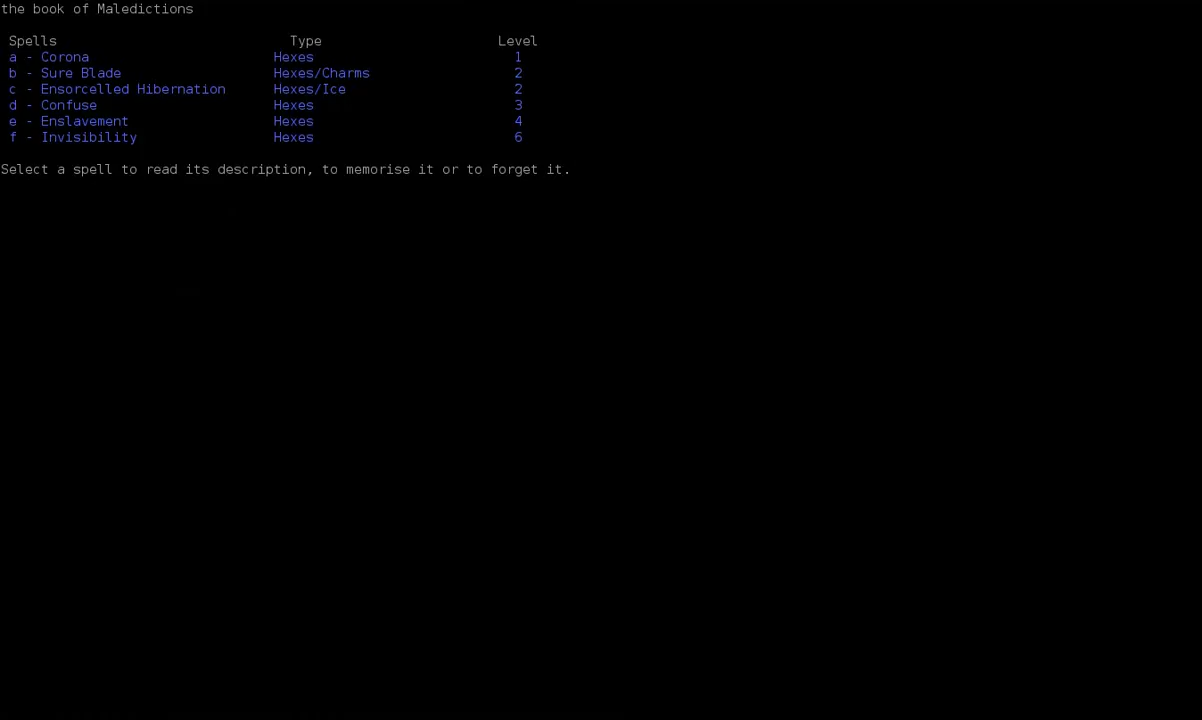 the book of Maledictions
Spells Type Level
a - Corona Hexes 1
b - Sure Blade Hexes/Charms 2
c - Ensorcelled Hibernation Hexes/Ice 2
d - Confuse Hexes 3
e - Enslavement Hexes 4
f - Invisibility Hexes 6
Select a spell to read its description, to memorise it or to forget it.